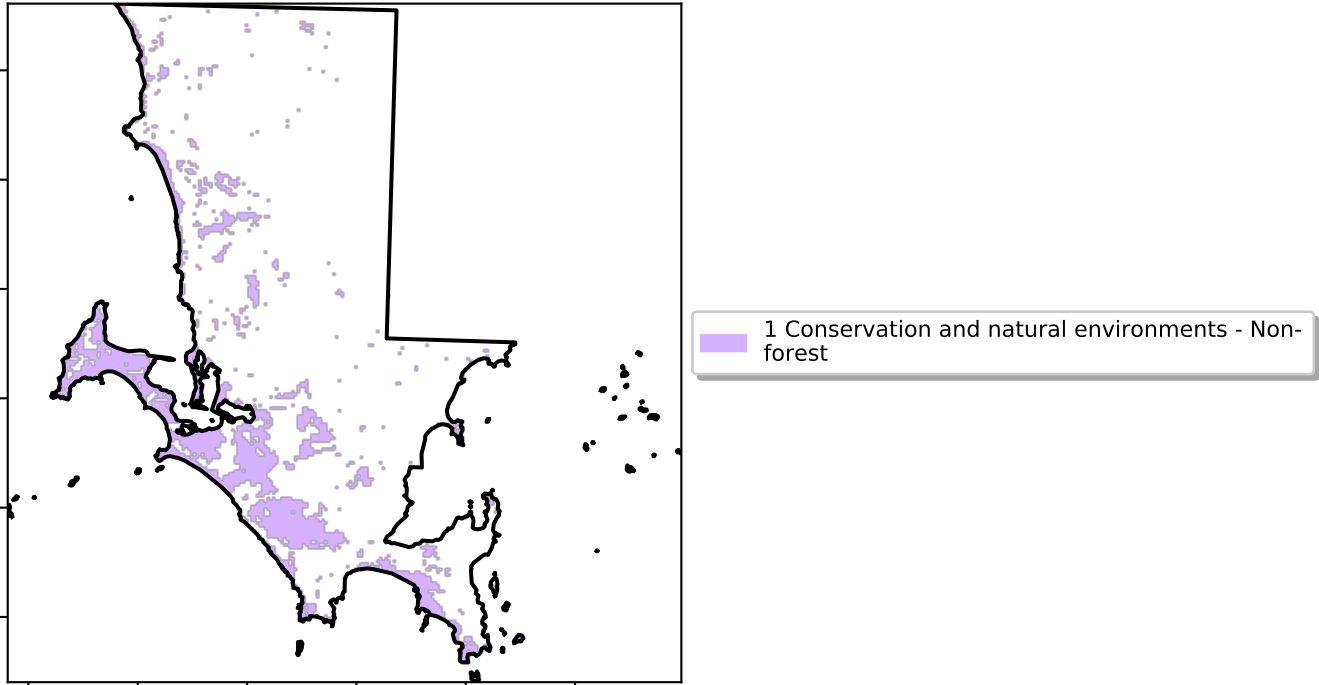 1 Conservation and natural environments - Non-
forest